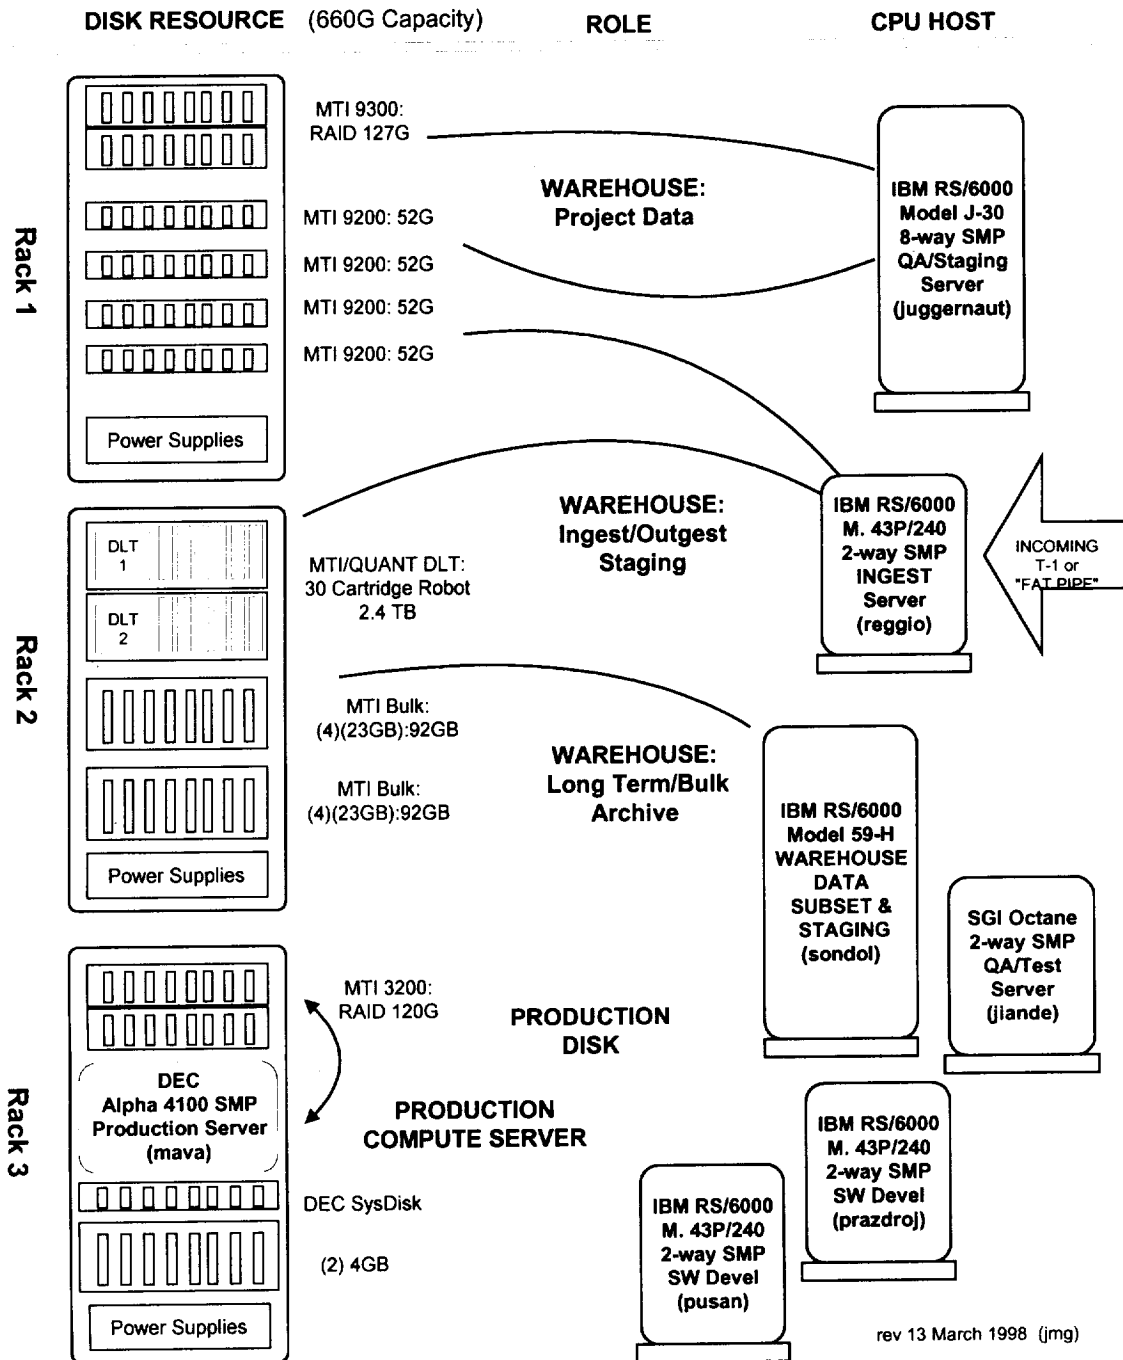 DISK RESOURCE (660G Capacity) ROLE CPU HOST
Rack 1
MTI 9300:
RAID 127G
MTI 9200: 52G
MTI 9200: 52G
MTI 9200: 52G
MTI 9200: 52G
Power Supplies
WAREHOUSE:
Project Data
IBM RS/6000
Model J-30
8-way SMP
QA/Staging
Server
(juggernaut)
Rack 2
DLT
1
DLT
2
MTI/QUANT DLT:
30 Cartridge Robot
2.4 TB
MTI Bulk:
(4)(23GB):92GB
MTI Bulk:
(4)(23GB):92GB
Power Supplies
WAREHOUSE:
Ingest/Outgest
Staging
IBM RS/6000
M. 43P/240
2-way SMP
INGEST
Server
(reggio)
INCOMING
T-1 or
"FAT PIPE"
WAREHOUSE:
Long Term/Bulk
Archive
IBM RS/6000
Model 59-H
WAREHOUSE
DATA
SUBSET &
STAGING
(sondol)
SGI Octane
2-way SMP
QA/Test
Server
(jiande)
Rack 3
MTI 3200:
RAID 120G
PRODUCTION
DISK
DEC
Alpha 4100 SMP
Production Server
(mava)
PRODUCTION
COMPUTE SERVER
DEC SysDisk
(2) 4GB
Power Supplies
IBM RS/6000
M. 43P/240
2-way SMP
SW Devel
(prazdroj)
IBM RS/6000
M. 43P/240
2-way SMP
SW Devel
(pusan)
rev 13 March 1998 (jmg)